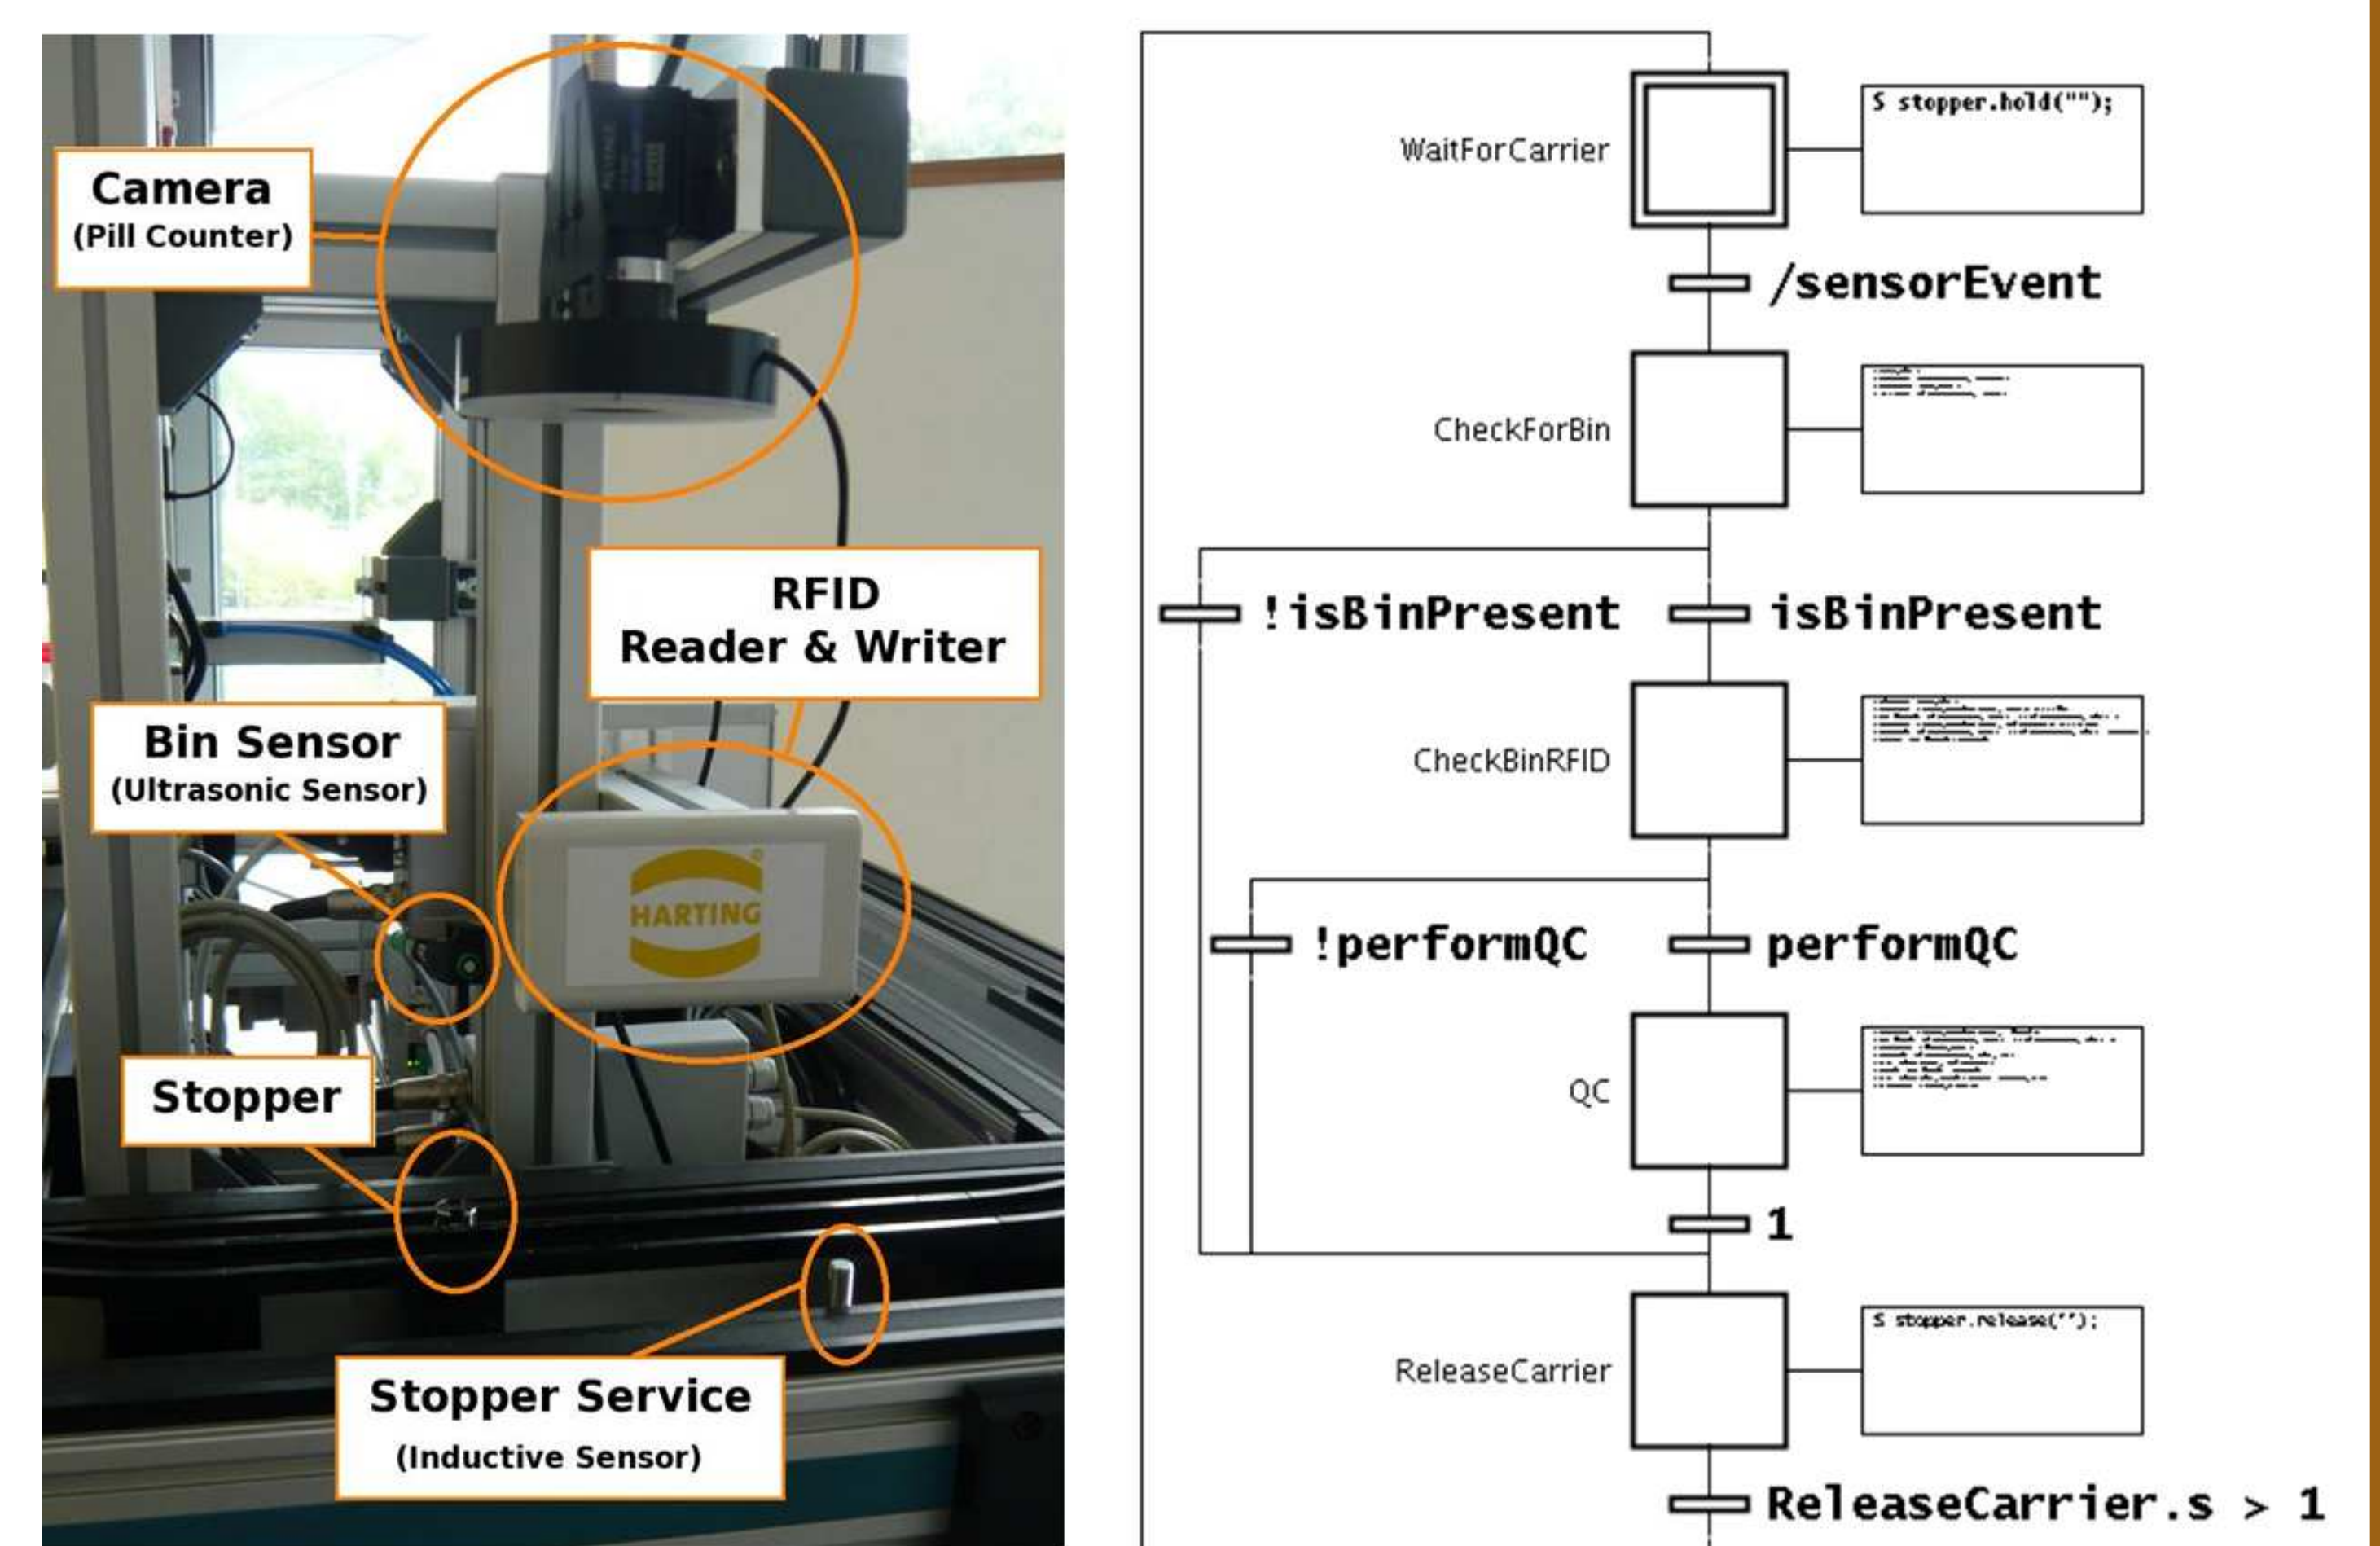 Camera
(Pill Counter)
RFID
Reader & Writer
Bin Sensor
(Ultrasonic Sensor)
HARTING
Stopper
Stopper Service
(Inductive Sensor)
WaitForCarrier
S stopper.hold("");
/sensorEvent
CheckForBin
!isBinPresent
isBinPresent
CheckBinRFID
!performQC
performQC
QC
1
ReleaseCarrier
S stopper.release("");
ReleaseCarrier.s > 1